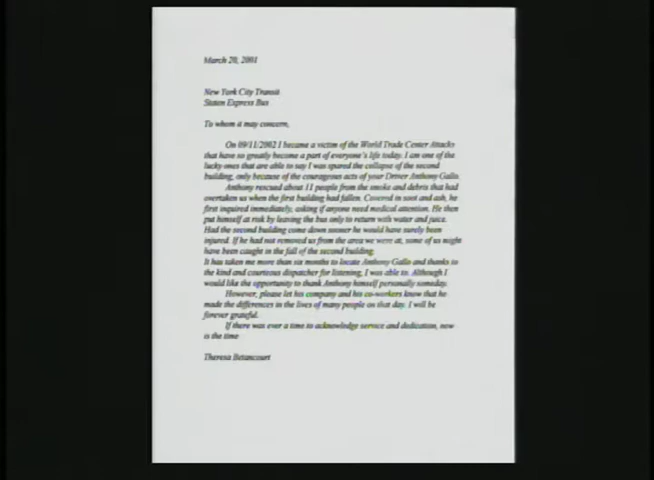 March 20, 2001
New York City Transit
Staten Express Bus
To whom it may concern,
On 09/11/2002 I became a victim of the World Trade Center Attacks
that have so greatly become a part of everyone's life today. I am one of the
lucky ones that are able to say I was spared the collapse of the second
building, only because of the courageous acts of your Driver Anthony Gallo.
Anthony rescued about 11 people from the smoke and debris that had
overtaken us when the first building had fallen. Covered in soot and ash, he
first inquired immediately, asking if anyone need medical attention. He then
put himself at risk by leaving the bus only to return with water and juice.
Had the second building come down sooner he would have surely been
injured. If he had not removed us from the area we were at, some of us might
have been caught in the fall of the second building.
It has taken me more than six months to locate Anthony Gallo and thanks to
the kind and courteous dispatcher for listening, I was able to. Although I
would like the opportunity to thank Anthony himself personally someday.
However, please let his company and his co-workers know that he
made the differences in the lives of many people on that day. I will be
forever grateful.
If there was ever a time to acknowledge service and dedication, now
is the time
Theresa Betancourt